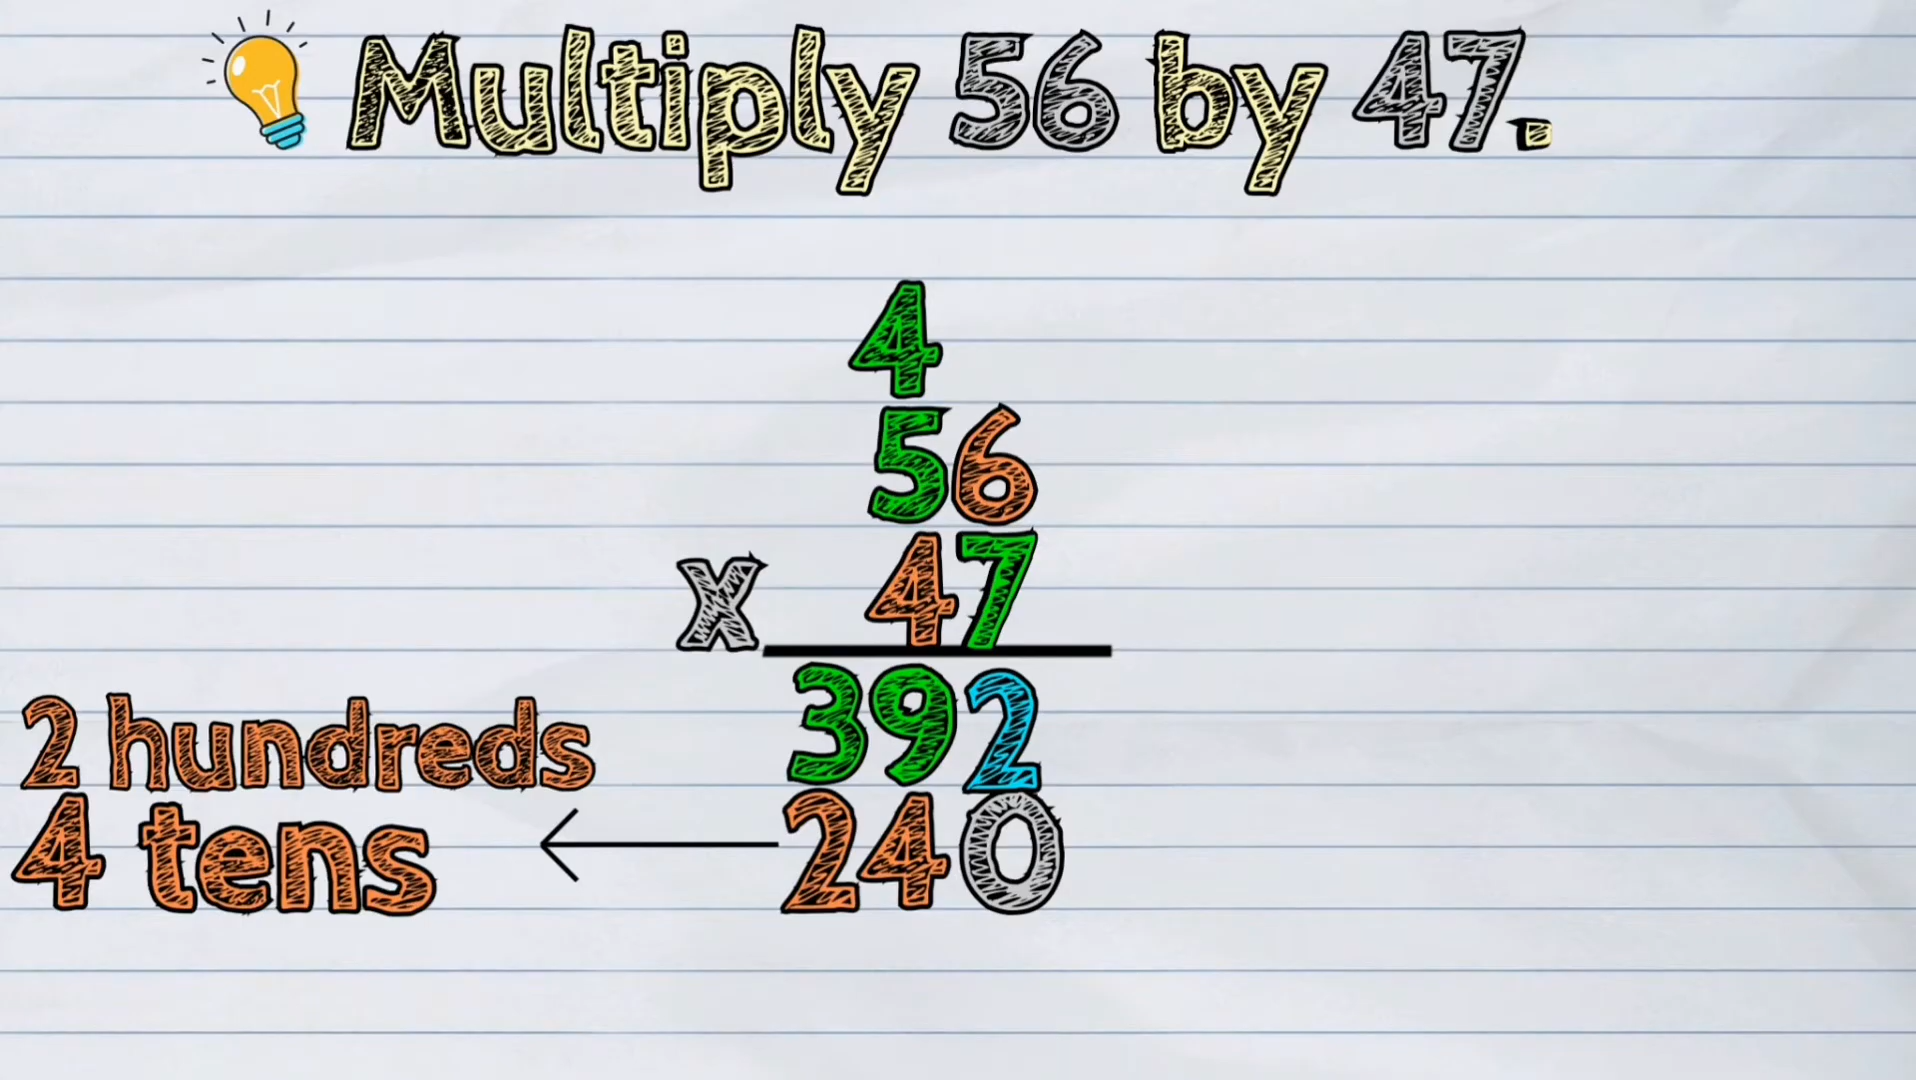 Multiply 56 by 47.
4
56
x 47
392
2 hundreds
4 tens
240